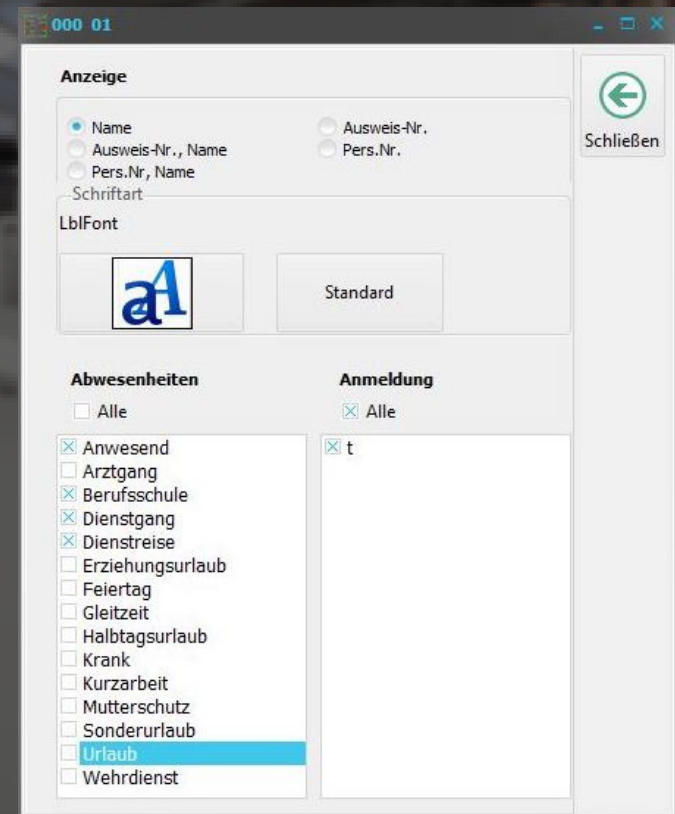 000 01
Schließen
Anzeige
Name
Ausweis-Nr., Name
Pers.Nr, Name
Ausweis-Nr.
Pers.Nr.
Schriftart
LblFont
aA
Standard
Abwesenheiten
Alle
Anwesend
Arztgang
Berufsschule
Dienstgang
Dienstreise
Erziehungsurlaub
Feiertag
Gleitzeit
Halbtagsurlaub
Krank
Kurzarbeit
Mutterschutz
Sonderurlaub
Urlaub
Wehrdienst
Anmeldung
Alle
t